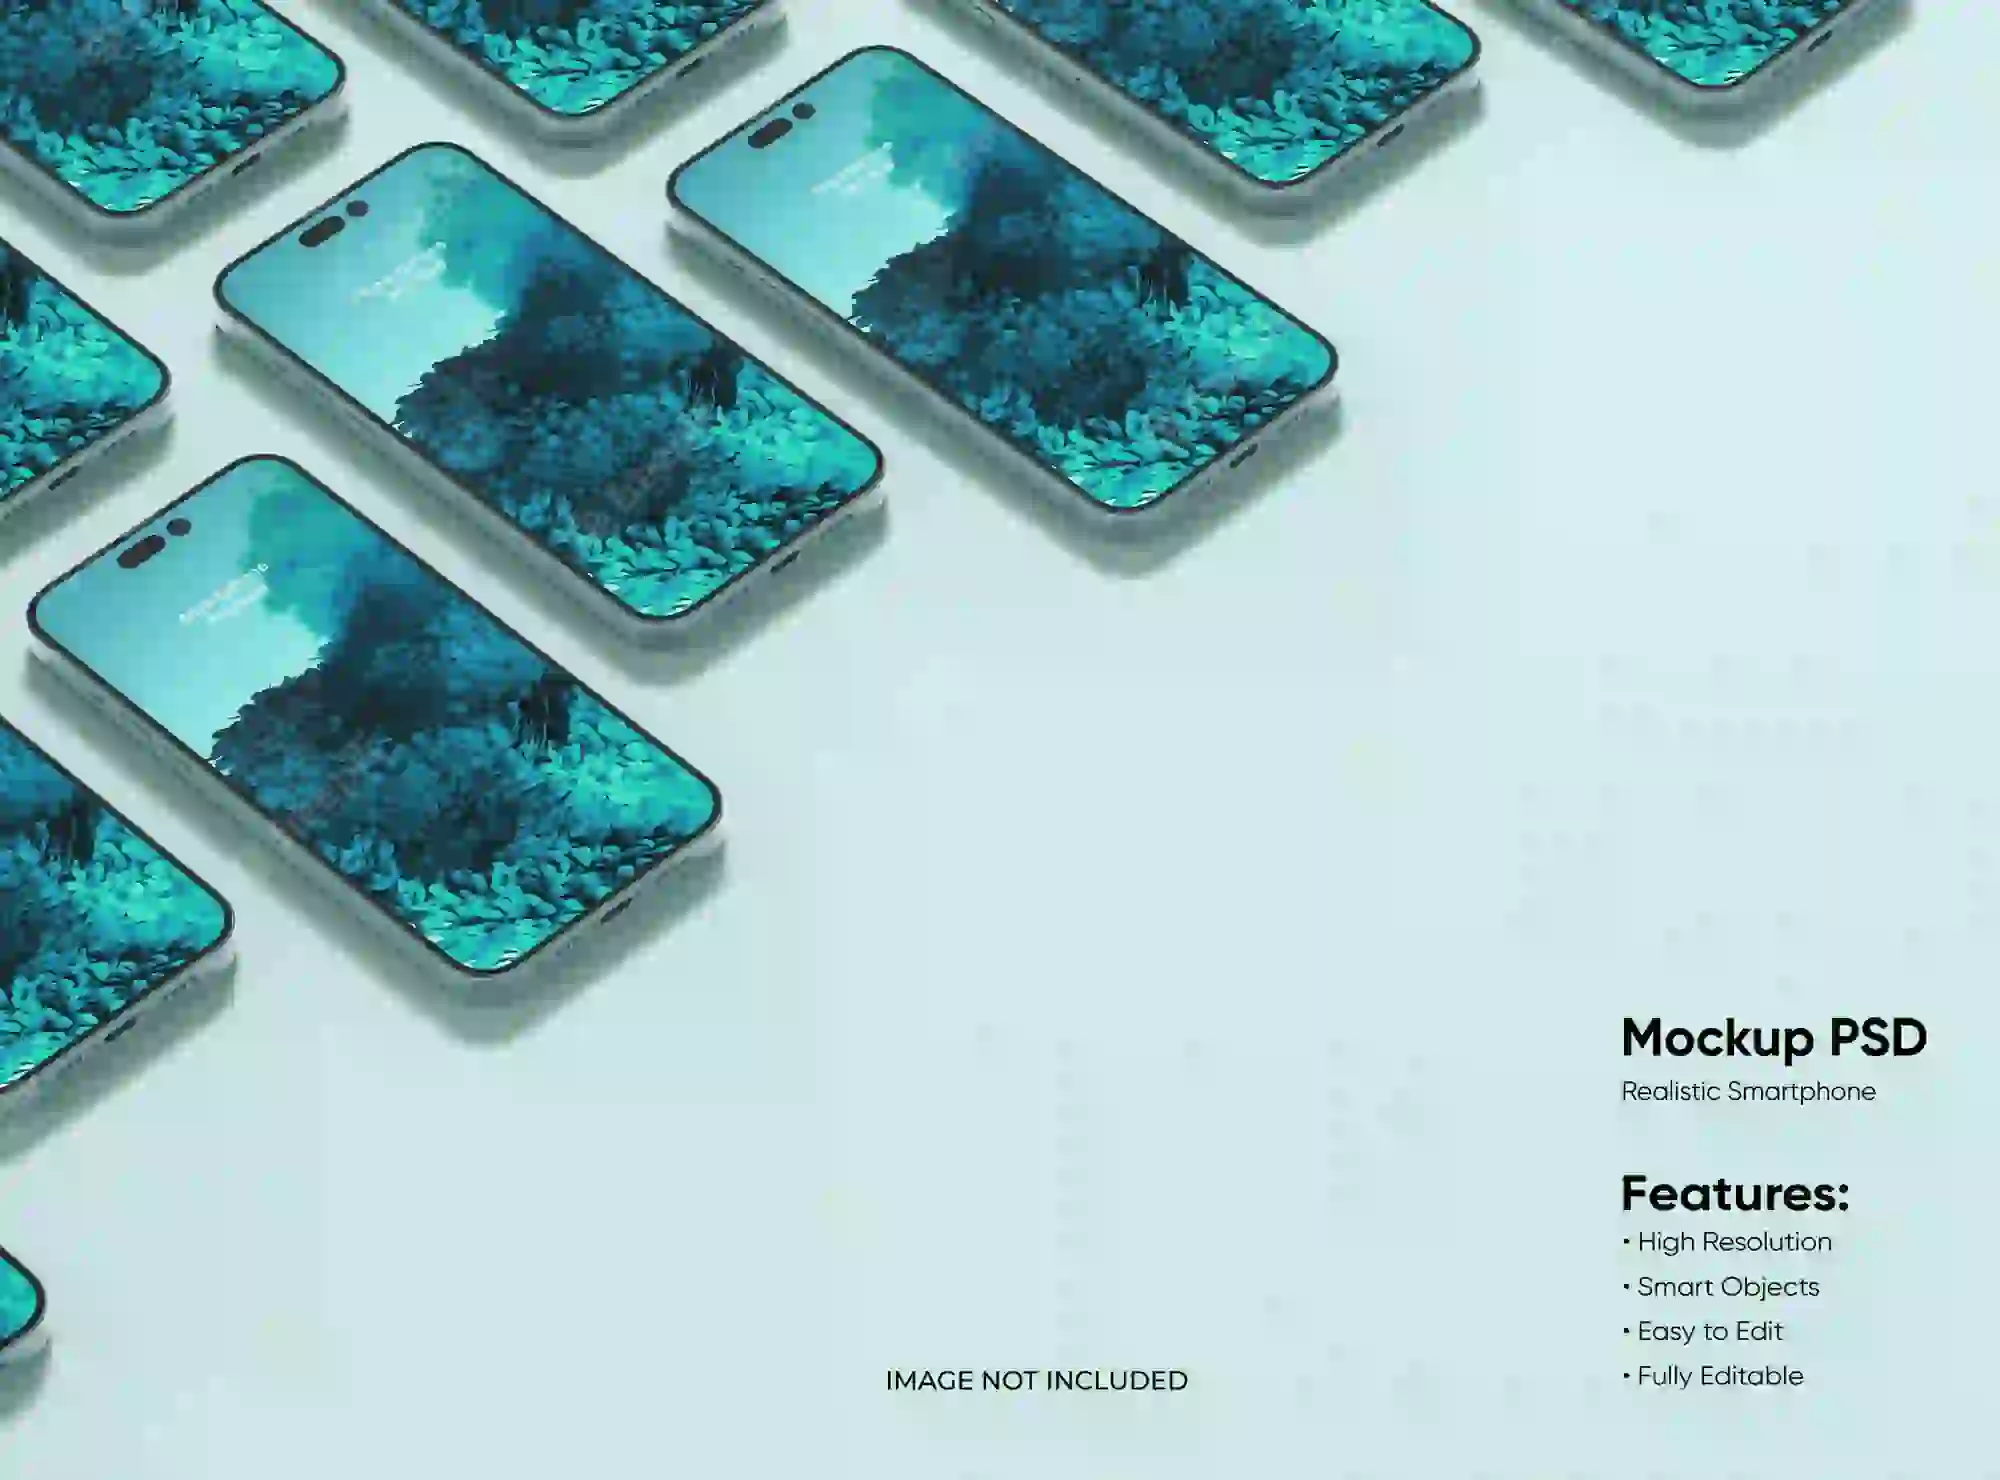 Mockup PSD
Realistic Smartphone
Features:
• High Resolution
• Smart Objects
• Easy to Edit
• Fully Editable
IMAGE NOT INCLUDED